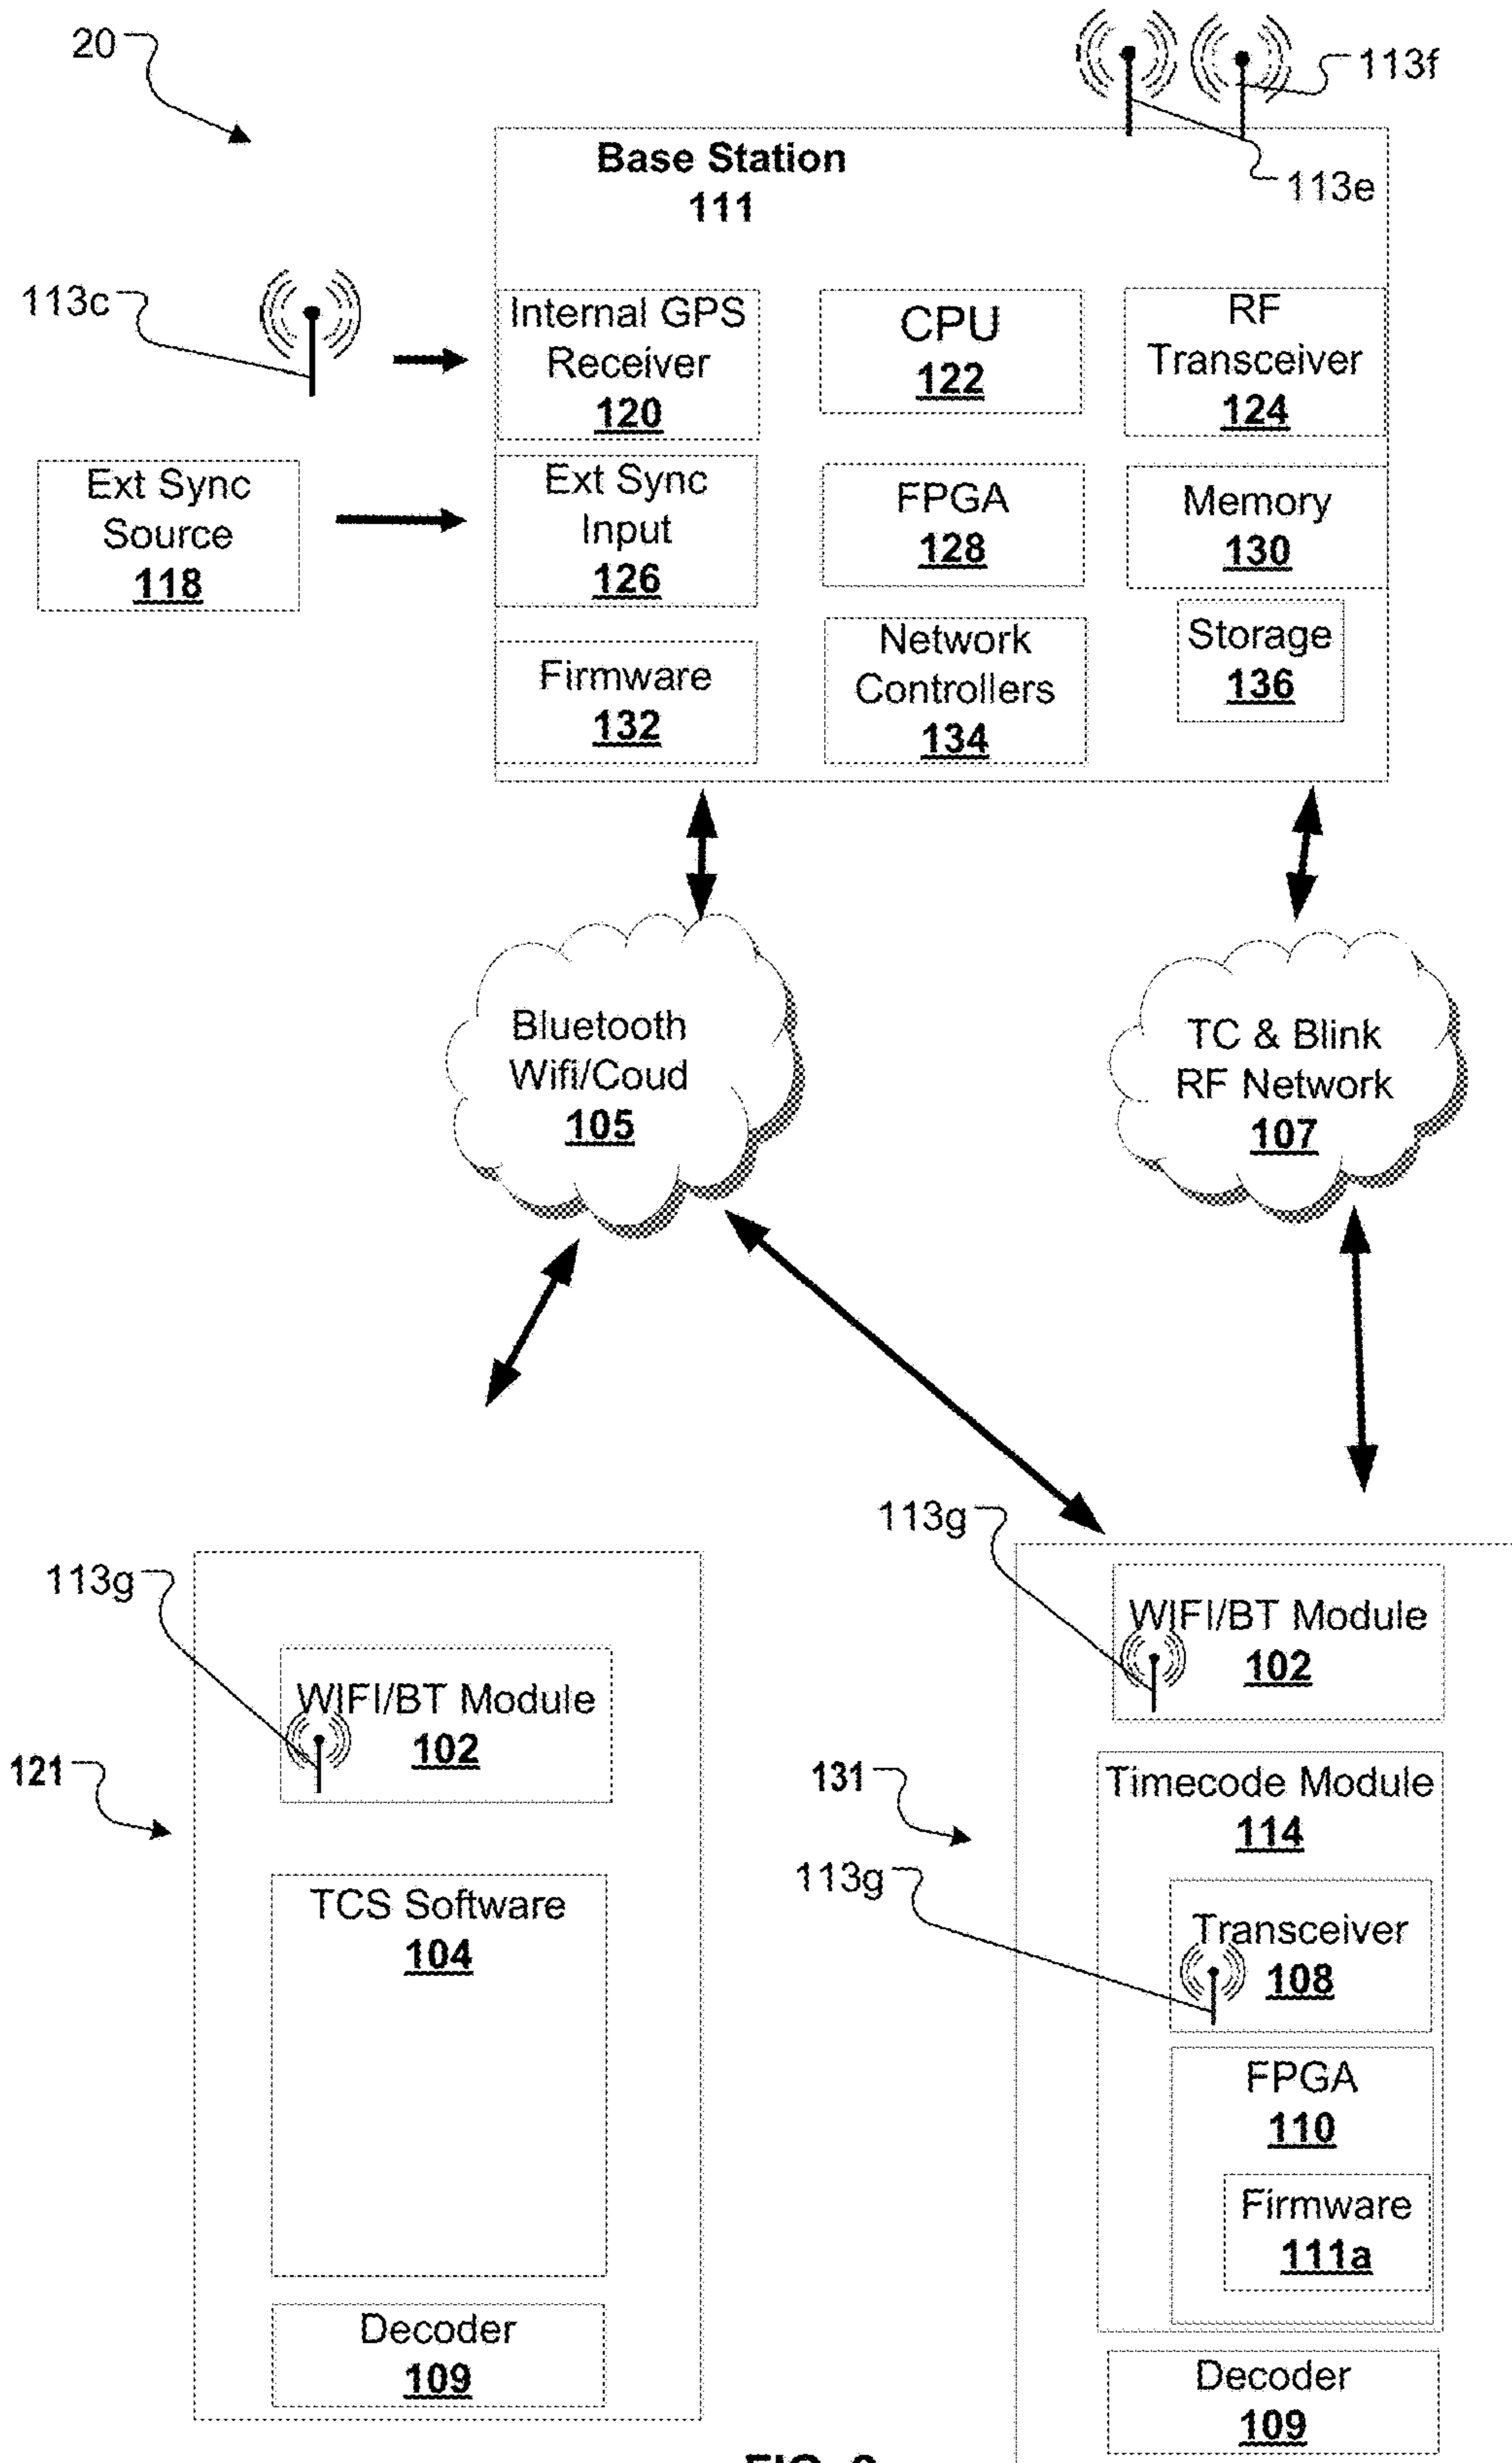 20
113f
Base Station
111
113e
113c
Internal GPS
Receiver
120
CPU
122
RF
Transceiver
124
Ext Sync
Source
118
Ext Sync
Input
126
FPGA
128
Memory
130
Firmware
132
Network
Controllers
134
Storage
136
Bluetooth
Wifi/Coud
105
TC & Blink
RF Network
107
113g
WIFI/BT Module
102
121
TCS Software
104
Decoder
109
113g
WIFI/BT Module
102
131
Timecode Module
114
113g
Transceiver
108
FPGA
110
Firmware
111a
Decoder
109